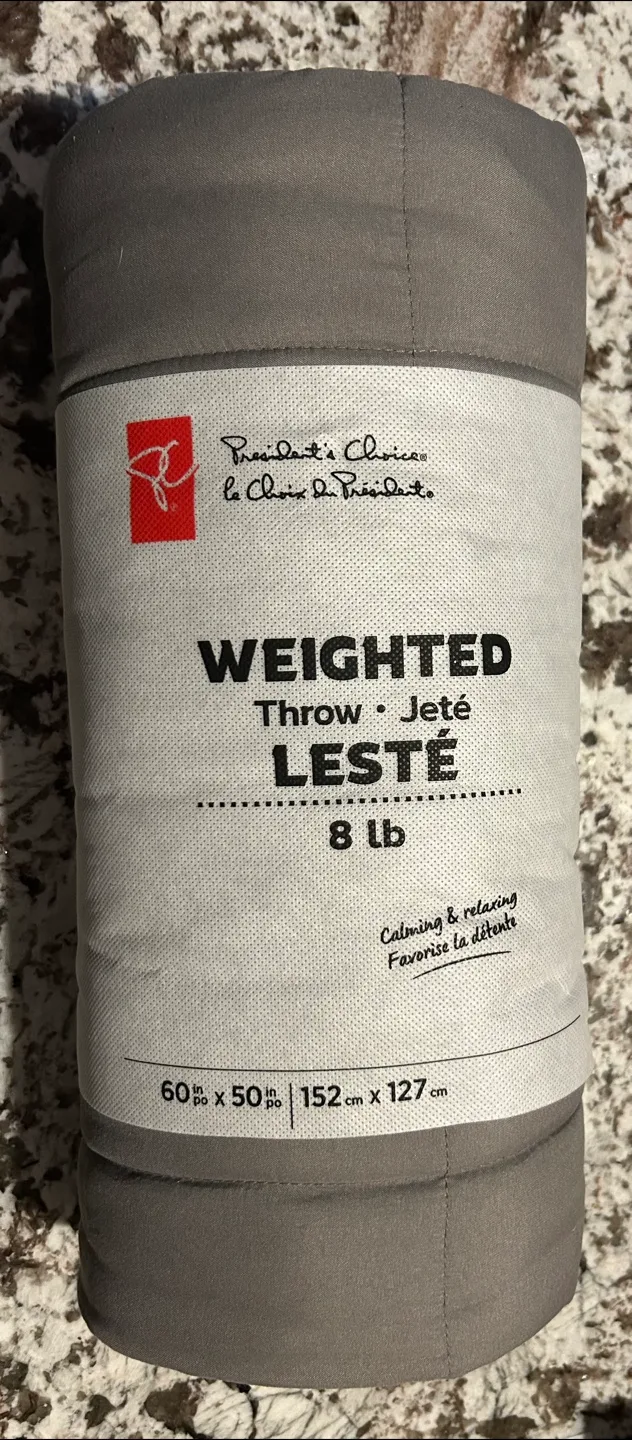 President's Choice®
le Choix du Président®
WEIGHTED
Throw • Jeté
LESTÉ
8 lb
Calming & relaxing
Favorise la détente
60 in po x 50 in po | 152 cm x 127 cm